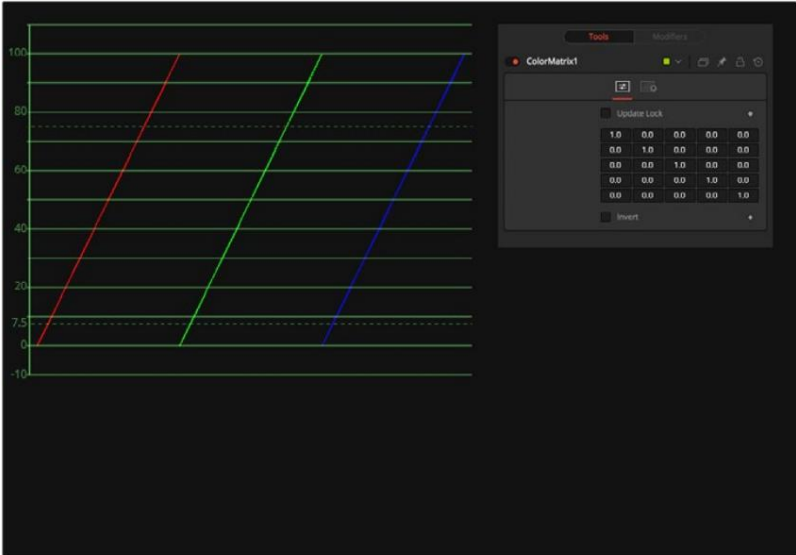 100
80
60
40
20
7.5
0
-10
Tools Modifiers
ColorMatrix1
Update Lock
1.0 0.0 0.0 0.0 0.0
0.0 1.0 0.0 0.0 0.0
0.0 0.0 1.0 0.0 0.0
0.0 0.0 0.0 1.0 0.0
0.0 0.0 0.0 0.0 1.0
Invert